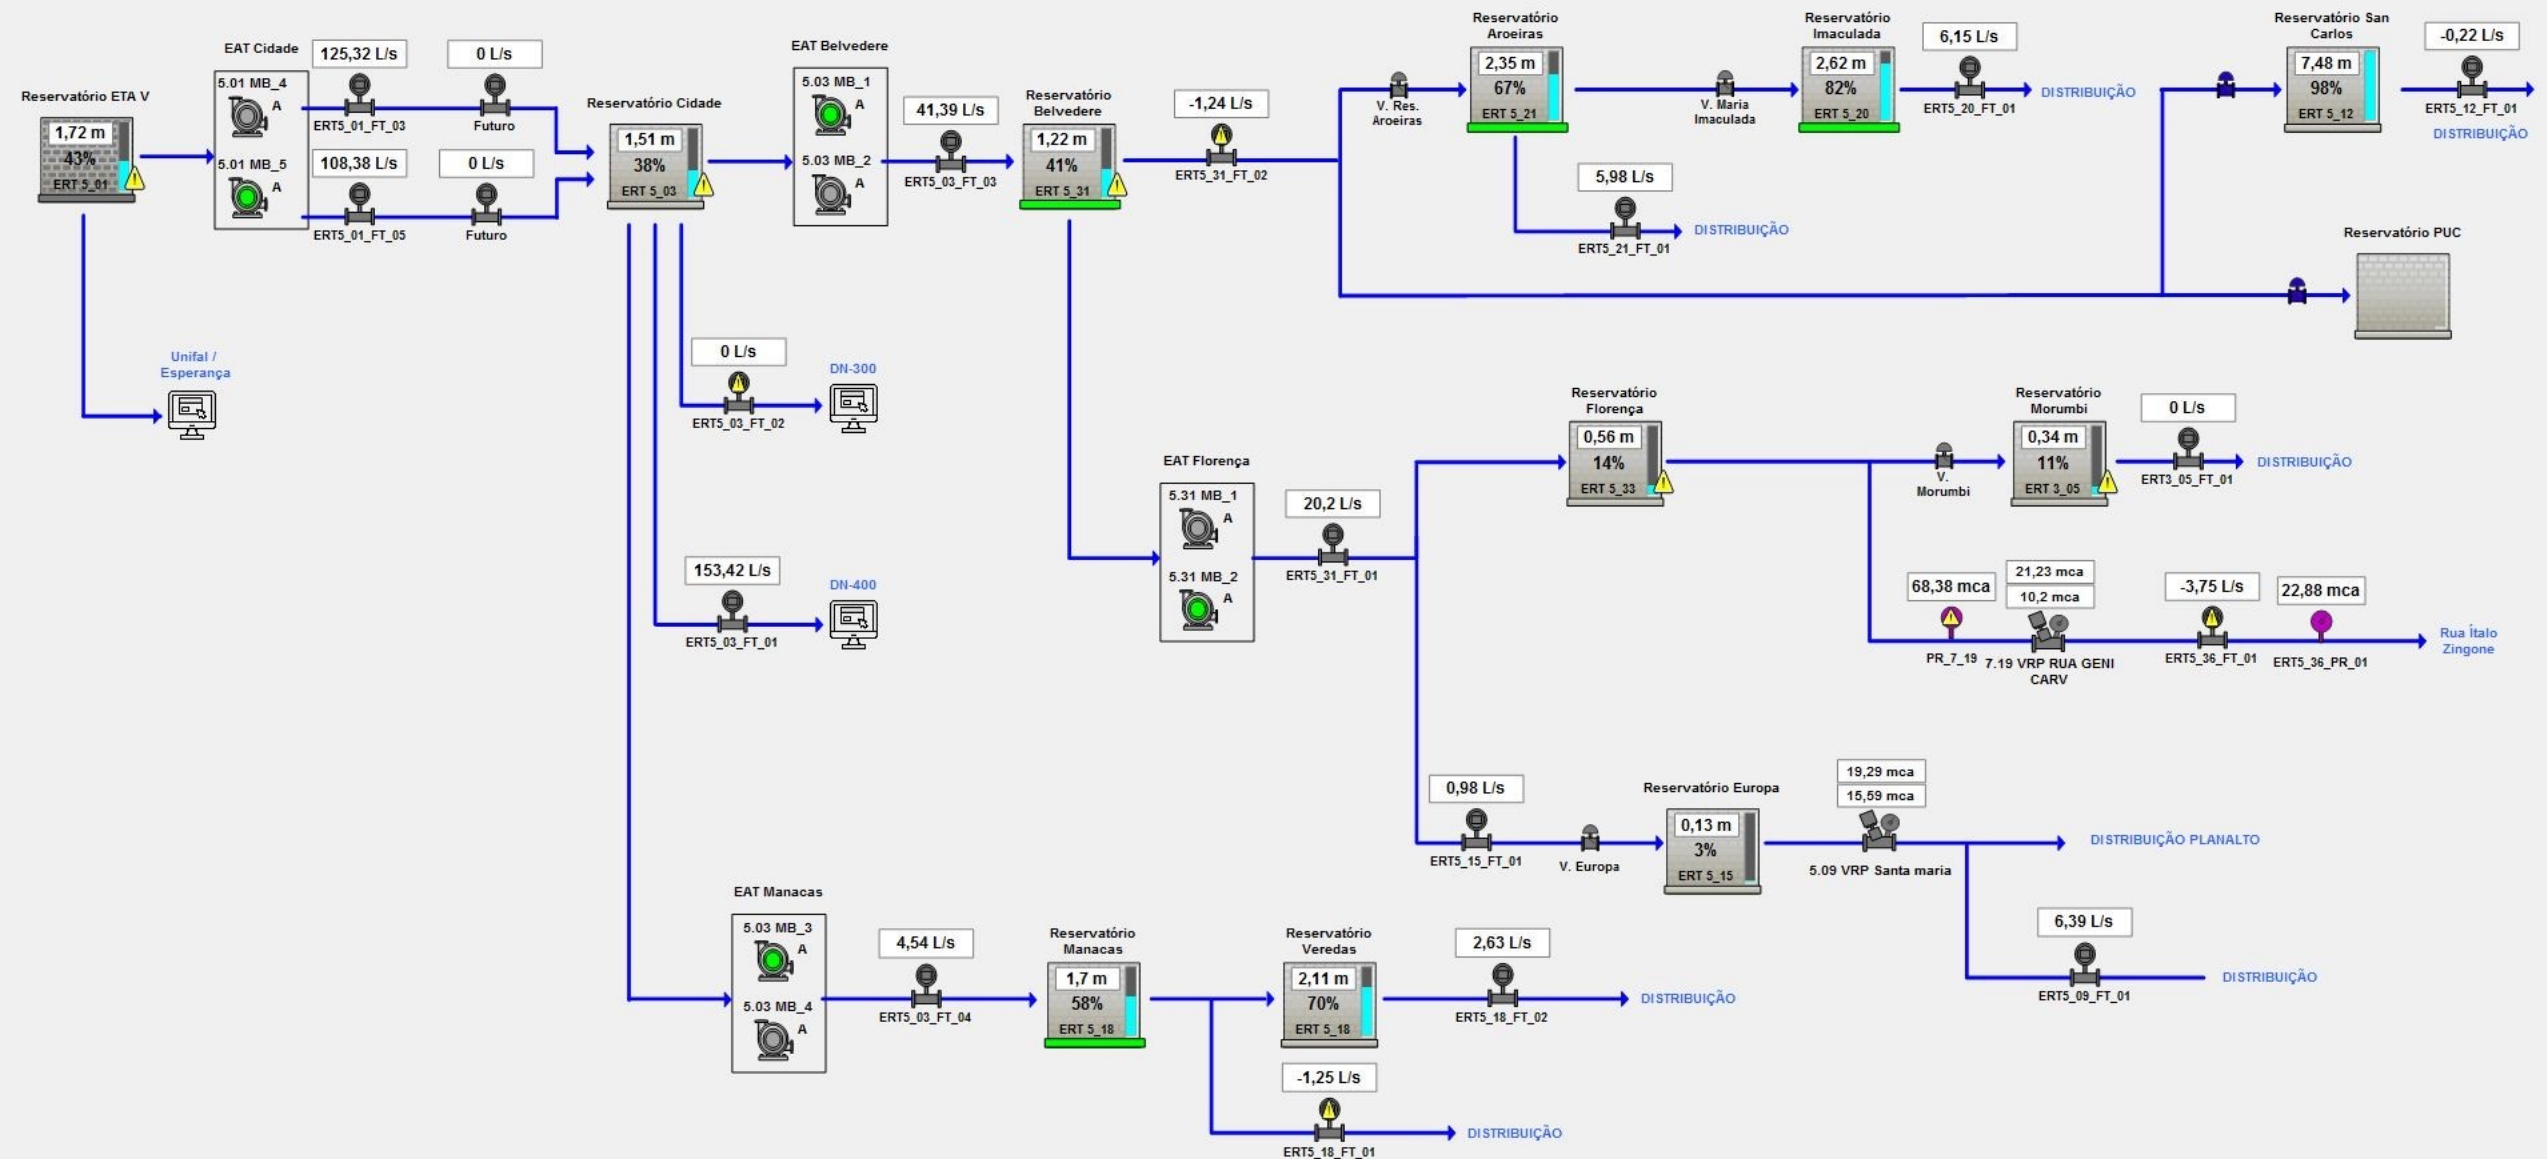 Reservatório ETA V
1,72 m
43%
ERT 5_01
Unifal /
Esperança
EAT Cidade
5.01 MB_4
A
5.01 MB_5
A
125,32 L/s
ERT5_01_FT_03
0 L/s
Futuro
108,38 L/s
ERT5_01_FT_05
0 L/s
Futuro
Reservatório Cidade
1,51 m
38%
ERT 5_03
EAT Belvedere
5.03 MB_1
A
5.03 MB_2
A
41,39 L/s
ERT5_03_FT_03
Reservatório
Belvedere
1,22 m
41%
ERT 5_31
-1,24 L/s
ERT5_31_FT_02
V. Res.
Aroeiras
Reservatório
Aroeiras
2,35 m
67%
ERT 5_21
5,98 L/s
ERT5_21_FT_01
DISTRIBUIÇÃO
V. Maria
Imaculada
Reservatório
Imaculada
2,62 m
82%
ERT 5_20
6,15 L/s
ERT5_20_FT_01
DISTRIBUIÇÃO
Reservatório San
Carlos
7,48 m
98%
ERT 5_12
-0,22 L/s
ERT5_12_FT_01
DISTRIBUIÇÃO
Reservatório PUC
0 L/s
ERT5_03_FT_02
DN-300
153,42 L/s
ERT5_03_FT_01
DN-400
EAT Florença
5.31 MB_1
A
5.31 MB_2
A
20,2 L/s
ERT5_31_FT_01
Reservatório
Florença
0,56 m
14%
ERT 5_33
V.
Morumbi
Reservatório
Morumbi
0,34 m
11%
ERT 3_05
0 L/s
ERT3_05_FT_01
DISTRIBUIÇÃO
68,38 mca
PR_7_19
21,23 mca
10,2 mca
7.19 VRP RUA GENI
CARV
-3,75 L/s
ERT5_36_FT_01
22,88 mca
ERT5_36_PR_01
Rua Ítalo
Zingone
0,98 L/s
ERT5_15_FT_01
V. Europa
Reservatório Europa
0,13 m
3%
ERT 5_15
19,29 mca
15,59 mca
5.09 VRP Santa maria
DISTRIBUIÇÃO PLANALTO
6,39 L/s
ERT5_09_FT_01
DISTRIBUIÇÃO
EAT Manacas
5.03 MB_3
A
5.03 MB_4
A
4,54 L/s
ERT5_03_FT_04
Reservatório
Manacas
1,7 m
58%
ERT 5_18
Reservatório
Veredas
2,11 m
70%
ERT 5_18
2,63 L/s
ERT5_18_FT_02
DISTRIBUIÇÃO
-1,25 L/s
ERT5_18_FT_01
DISTRIBUIÇÃO